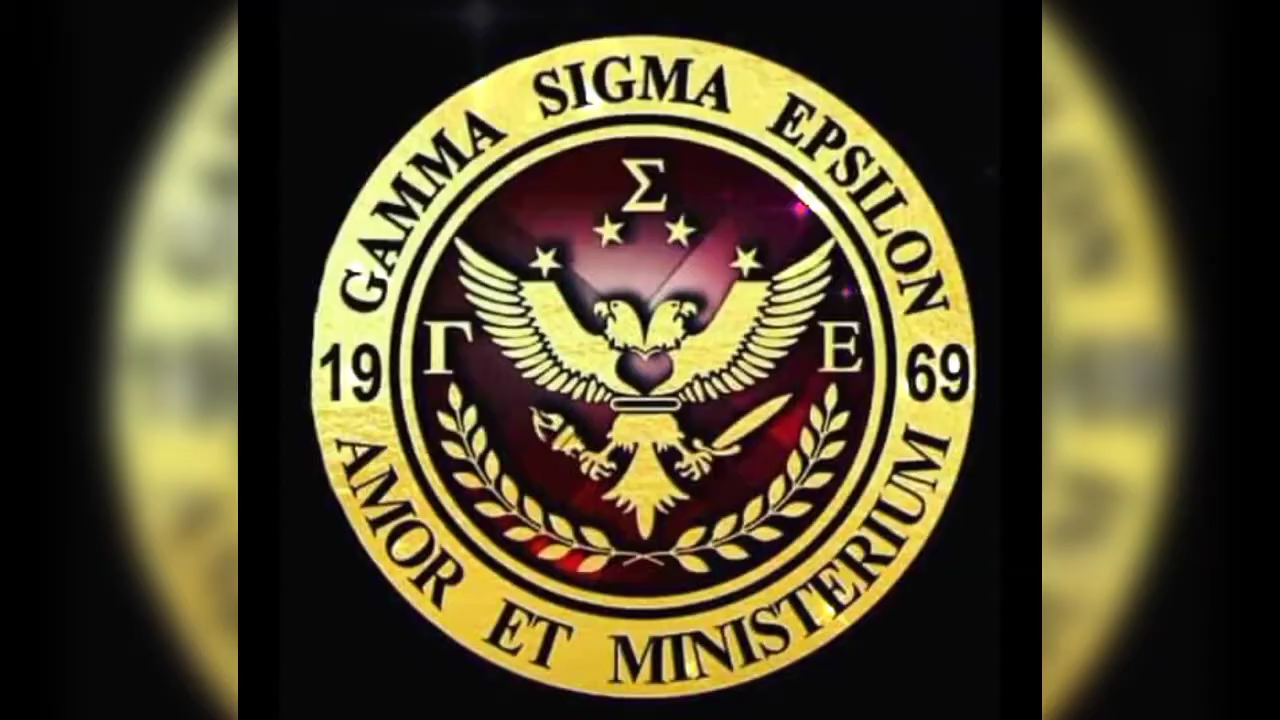 GAMMA SIGMA EPSILON
Σ
Γ
E
19
69
AMOR ET MINISTERIUM